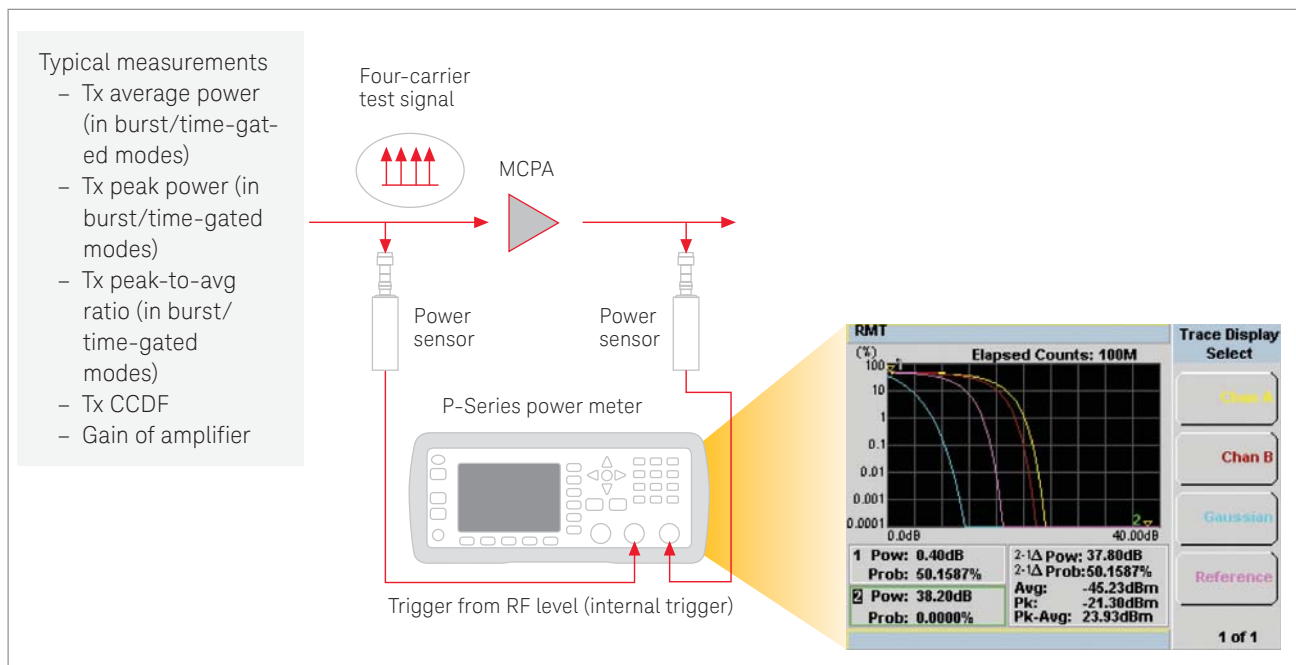 Typical measurements
– Tx average power
(in burst/time-gat-
ed modes)
– Tx peak power (in
burst/time-gated
modes)
– Tx peak-to-avg
ratio (in burst/
time-gated
modes)
– Tx CCDF
– Gain of amplifier
Four-carrier
test signal
MCPA
Power
sensor
Power
sensor
P-Series power meter
Trigger from RF level (internal trigger)
RMT
(%)
Elapsed Counts: 100M
100
10
1
0.1
0.01
0.001
0.0001
1
2
0.0dB
40.00dB
1 Pow: 0.40dB
Prob: 50.1587%
2 Pow: 38.20dB
Prob: 0.0000%
2-1Δ Pow: 37.80dB
2-1Δ Prob:50.1587%
Avg: -45.23dBm
Pk: -21.30dBm
Pk-Avg: 23.93dBm
Trace Display
Select
Chan A
Chan B
Gaussian
Reference
1 of 1